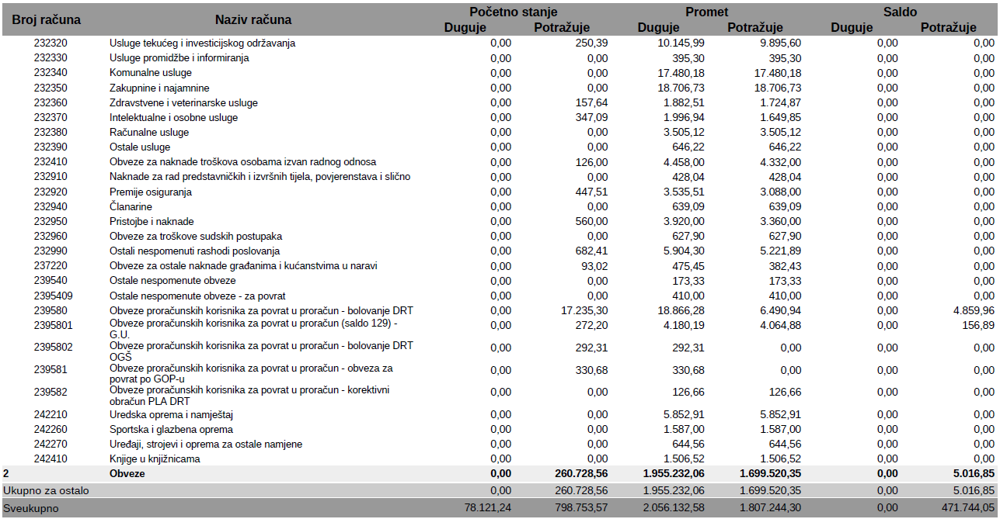 Broj računa Naziv računa Početno stanje Promet Saldo
Duguje Potražuje Duguje Potražuje Duguje Potražuje
232320 Usluge tekućeg i investicijskog održavanja 0,00 250,39 10.145,99 9.895,60 0,00 0,00
232330 Usluge promidžbe i informiranja 0,00 0,00 395,30 395,30 0,00 0,00
232340 Komunalne usluge 0,00 0,00 17.480,18 17.480,18 0,00 0,00
232350 Zakupnine i najamnine 0,00 0,00 18.706,73 18.706,73 0,00 0,00
232360 Zdravstvene i veterinarske usluge 0,00 157,64 1.882,51 1.724,87 0,00 0,00
232370 Intelektualne i osobne usluge 0,00 347,09 1.996,94 1.649,85 0,00 0,00
232380 Računalne usluge 0,00 0,00 3.505,12 3.505,12 0,00 0,00
232390 Ostale usluge 0,00 0,00 646,22 646,22 0,00 0,00
232410 Obveze za naknade troškova osobama izvan radnog odnosa 0,00 126,00 4.458,00 4.332,00 0,00 0,00
232910 Naknade za rad predstavničkih i izvršnih tijela, povjerenstava i slično 0,00 0,00 428,04 428,04 0,00 0,00
232920 Premije osiguranja 0,00 447,51 3.535,51 3.088,00 0,00 0,00
232940 Članarine 0,00 0,00 639,09 639,09 0,00 0,00
232950 Pristojbe i naknade 0,00 560,00 3.920,00 3.360,00 0,00 0,00
232960 Obveze za troškove sudskih postupaka 0,00 0,00 627,90 627,90 0,00 0,00
232990 Ostali nespomenuti rashodi poslovanja 0,00 682,41 5.904,30 5.221,89 0,00 0,00
237220 Obveze za ostale naknade građanima i kućanstvima u naravi 0,00 93,02 475,45 382,43 0,00 0,00
239540 Ostale nespomenute obveze 0,00 0,00 173,33 173,33 0,00 0,00
2395409 Ostale nespomenute obveze - za povrat 0,00 0,00 410,00 410,00 0,00 0,00
239580 Obveze proračunskih korisnika za povrat u proračun - bolovanje DRT 0,00 17.235,30 18.866,28 6.490,94 0,00 4.859,96
2395801 Obveze proračunskih korisnika za povrat u proračun (saldo 129) - 0,00 272,20 4.180,19 4.064,88 0,00 156,89
G.U.
2395802 Obveze proračunskih korisnika za povrat u proračun - bolovanje DRT 0,00 292,31 292,31 0,00 0,00 0,00
OGŠ
239581 Obveze proračunskih korisnika za povrat u proračun - obveza za 0,00 330,68 330,68 0,00 0,00 0,00
povrat po GOP-u
239582 Obveze proračunskih korisnika za povrat u proračun - korektivni 0,00 0,00 126,66 126,66 0,00 0,00
obračun PLA DRT
242210 Uredska oprema i namještaj 0,00 0,00 5.852,91 5.852,91 0,00 0,00
242260 Sportska i glazbena oprema 0,00 0,00 1.587,00 1.587,00 0,00 0,00
242270 Uređaji, strojevi i oprema za ostale namjene 0,00 0,00 644,56 644,56 0,00 0,00
242410 Knjige u knjižnicama 0,00 0,00 1.506,52 1.506,52 0,00 0,00
2 Obveze 0,00 260.728,56 1.955.232,06 1.699.520,35 0,00 5.016,85
Ukupno za ostalo 0,00 260.728,56 1.955.232,06 1.699.520,35 0,00 5.016,85
Sveukupno 78.121,24 798.753,57 2.056.132,58 1.807.244,30 0,00 471.744,05